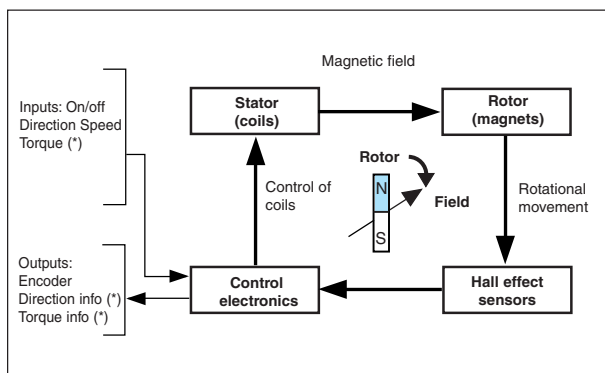 Magnetic field
Inputs: On/off
Direction Speed
Torque (*)
Stator
(coils)
Rotor
(magnets)
Rotor
N
Field
S
Control of
coils
Rotational
movement
Outputs:
Encoder
Direction info (*)
Torque info (*)
Control
electronics
Hall effect
sensors